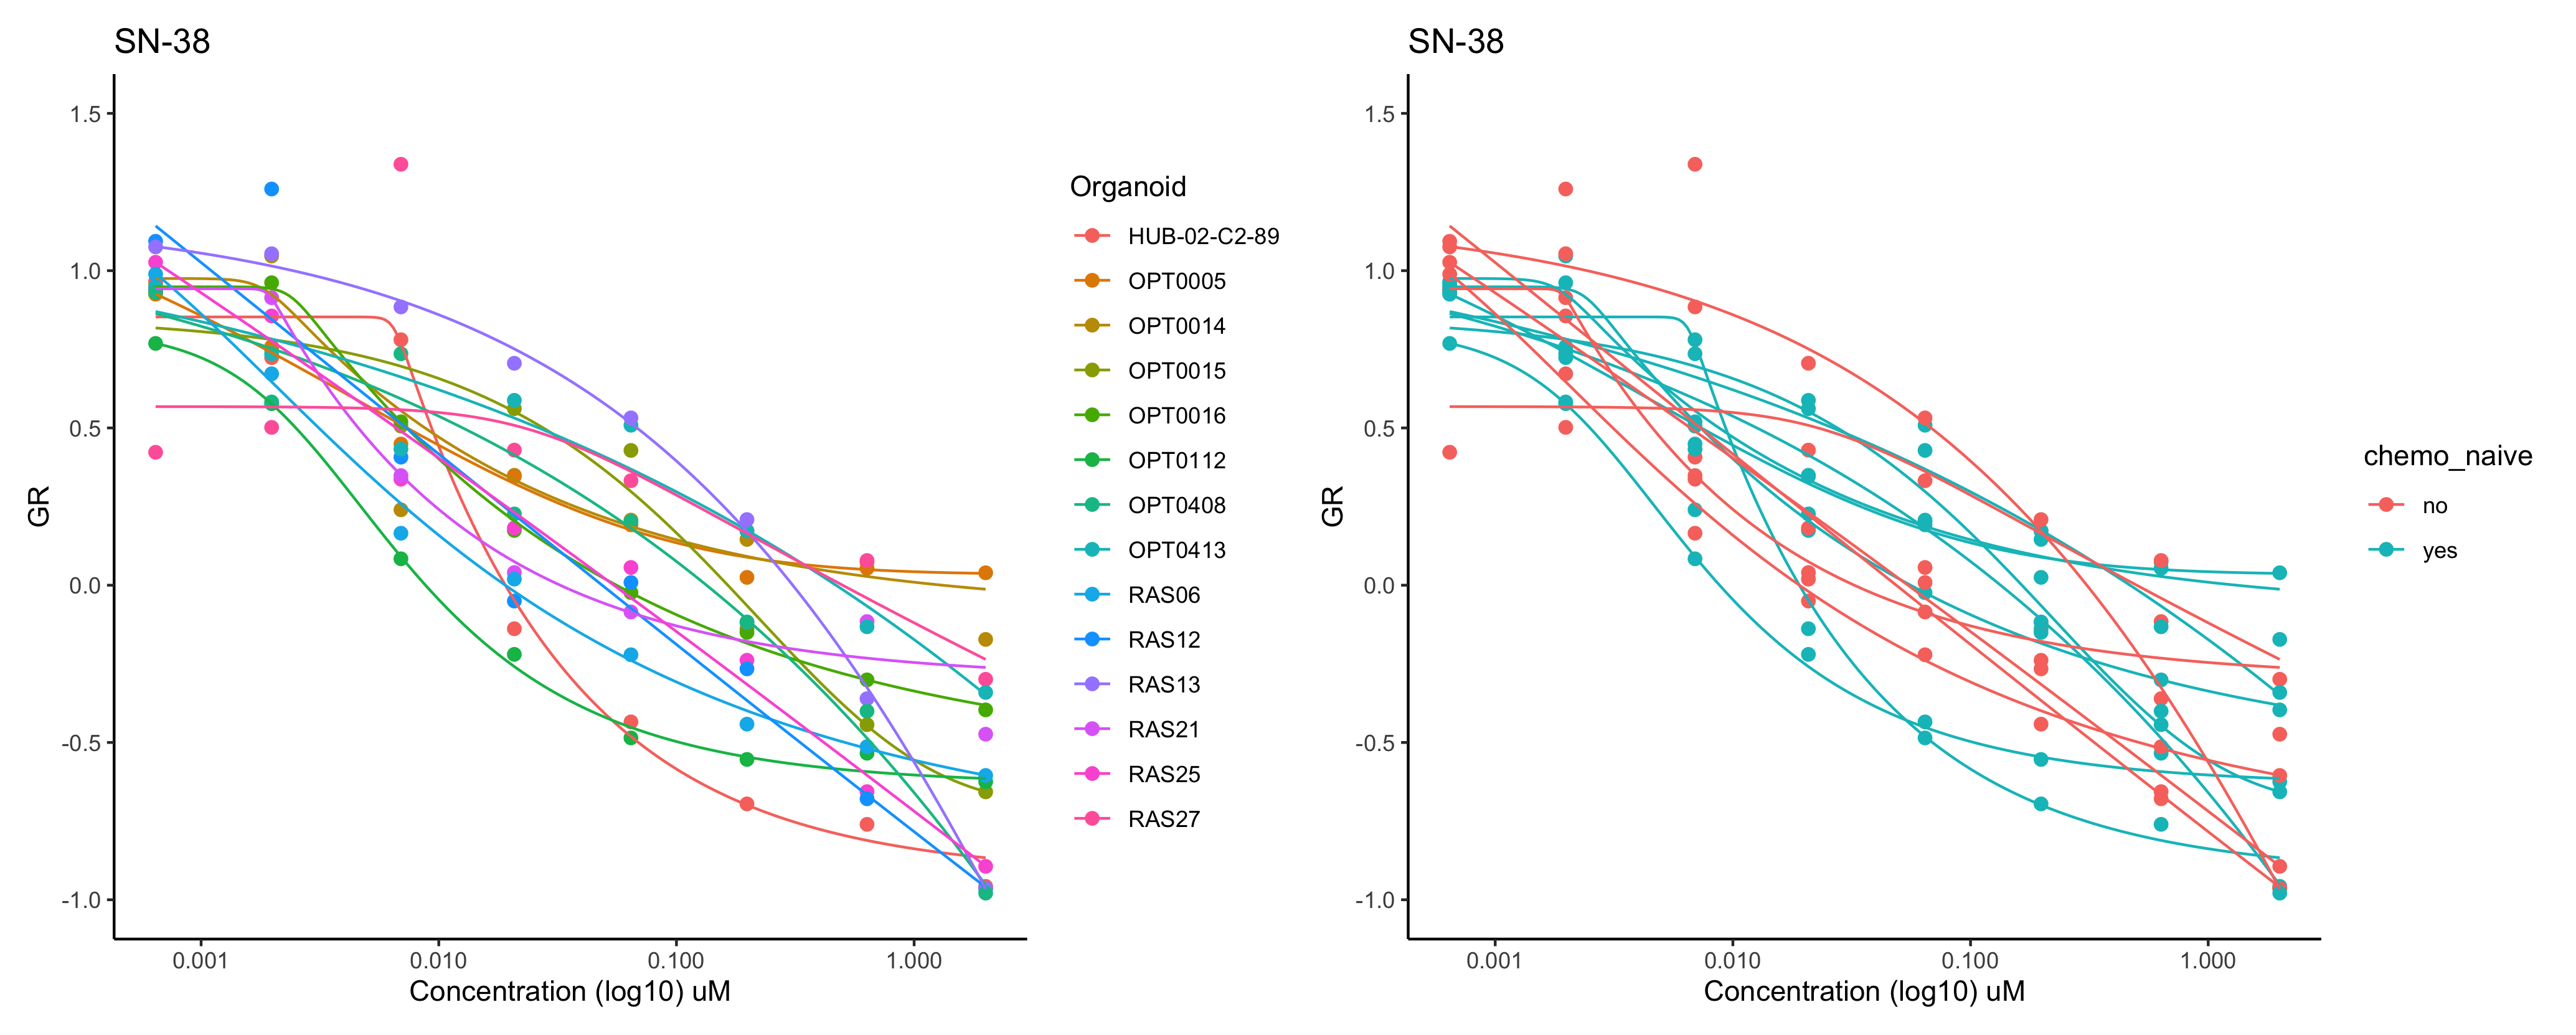 SN-38
1.5
1.0
0.5
0.0
-0.5
-1.0
GR
0.001
0.010
0.100
1.000
Concentration (log10) uM
Organoid
HUB-02-C2-89
OPT0005
OPT0014
OPT0015
OPT0016
OPT0112
OPT0408
OPT0413
RAS06
RAS12
RAS13
RAS21
RAS25
RAS27
SN-38
1.5
1.0
0.5
0.0
-0.5
-1.0
GR
0.001
0.010
0.100
1.000
Concentration (log10) uM
chemo_naive
no
yes